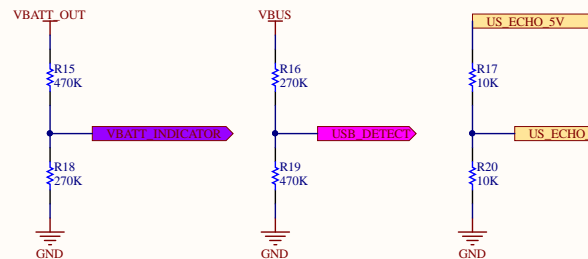 VBATT_OUT
VBUS
US_ECHO_5V
R15
470K
R16
270K
R17
10K
VBATT_INDICATOR
USB_DETECT
US_ECHO_
R18
270K
R19
470K
R20
10K
GND
GND
GND